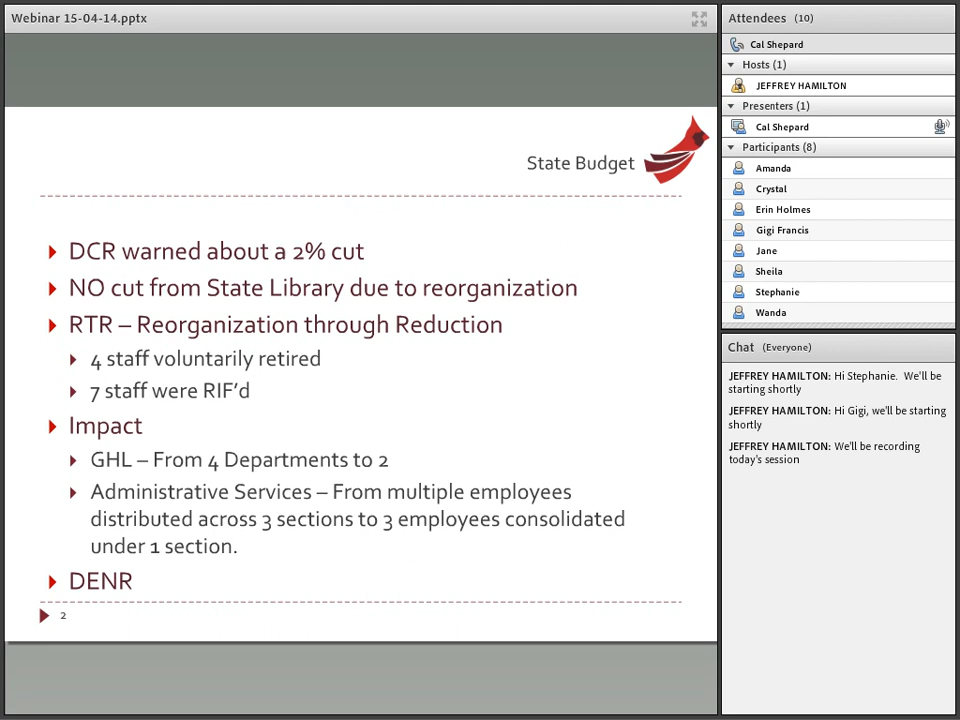 Webinar 15-04-14.pptx
State Budget
DCR warned about a 2% cut
NO cut from State Library due to reorganization
RTR – Reorganization through Reduction
4 staff voluntarily retired
7 staff were RIF’d
Impact
GHL – From 4 Departments to 2
Administrative Services – From multiple employees
distributed across 3 sections to 3 employees consolidated
under 1 section.
DENR
2
Attendees (10)
Cal Shepard
Hosts (1)
JEFFREY HAMILTON
Presenters (1)
Cal Shepard
Participants (8)
Amanda
Crystal
Erin Holmes
Gigi Francis
Jane
Sheila
Stephanie
Wanda
Chat (Everyone)
JEFFREY HAMILTON: Hi Stephanie. We'll be
starting shortly
JEFFREY HAMILTON: Hi Gigi, we'll be starting
shortly
JEFFREY HAMILTON: We'll be recording
today's session